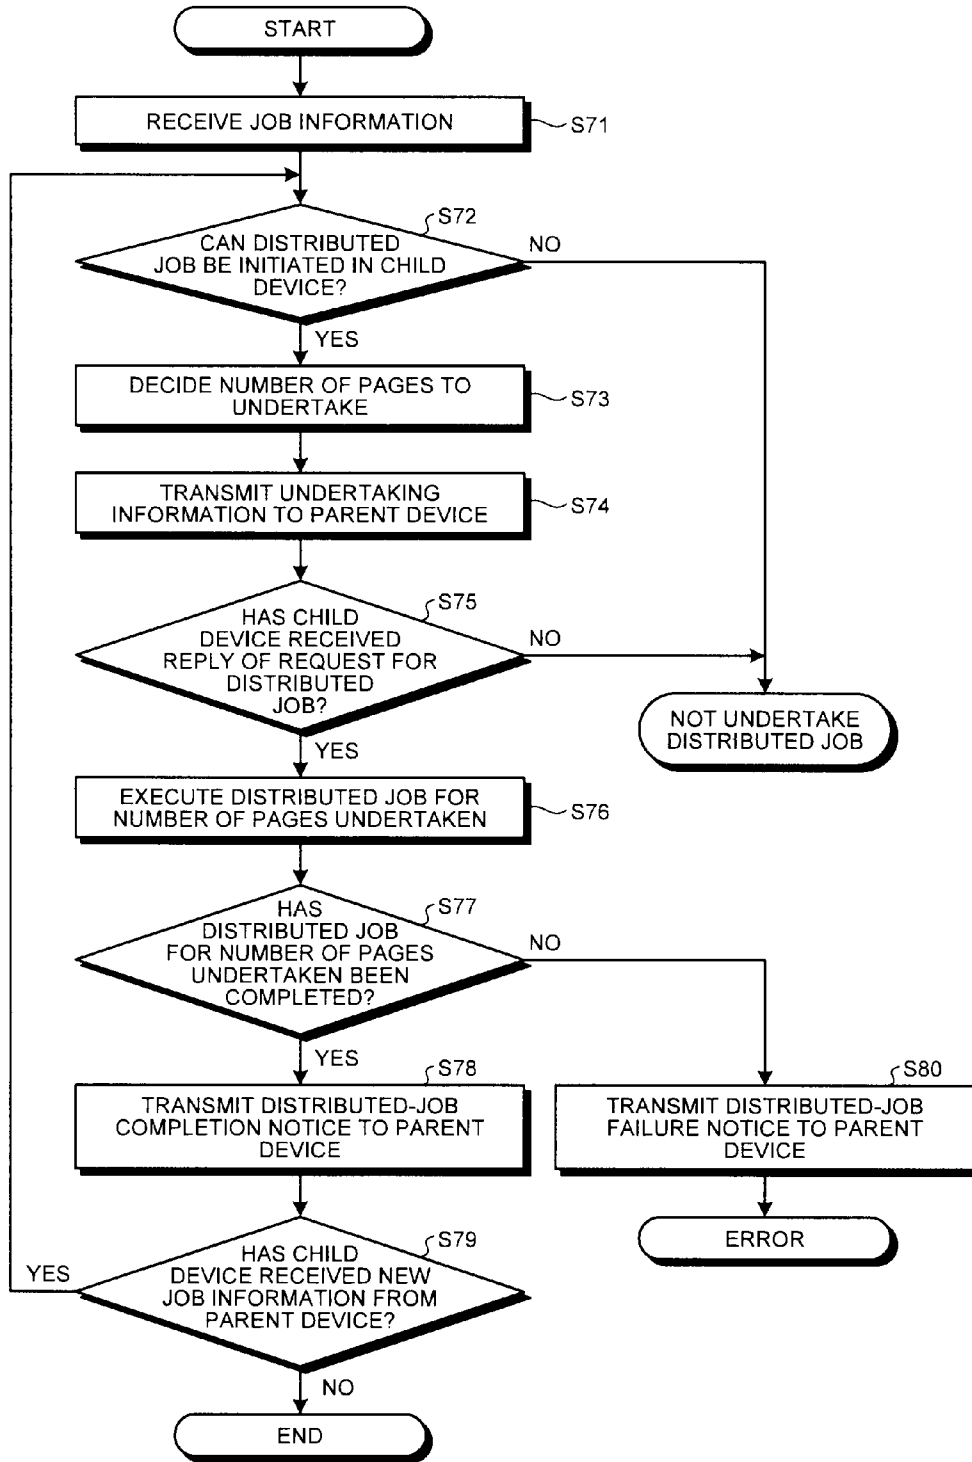 START
RECEIVE JOB INFORMATION
S71
S72
CAN DISTRIBUTED
JOB BE INITIATED IN CHILD
DEVICE?
NO
YES
DECIDE NUMBER OF PAGES TO
UNDERTAKE
S73
TRANSMIT UNDERTAKING
INFORMATION TO PARENT DEVICE
S74
S75
HAS CHILD
DEVICE RECEIVED
REPLY OF REQUEST FOR
DISTRIBUTED
JOB?
NO
YES
NOT UNDERTAKE
DISTRIBUTED JOB
EXECUTE DISTRIBUTED JOB FOR
NUMBER OF PAGES UNDERTAKEN
S76
S77
HAS
DISTRIBUTED JOB
FOR NUMBER OF PAGES
UNDERTAKEN BEEN
COMPLETED?
NO
YES
S78
TRANSMIT DISTRIBUTED-JOB
COMPLETION NOTICE TO PARENT
DEVICE
S80
TRANSMIT DISTRIBUTED-JOB
FAILURE NOTICE TO PARENT
DEVICE
ERROR
S79
HAS CHILD
DEVICE RECEIVED NEW
JOB INFORMATION FROM
PARENT DEVICE?
YES
NO
END